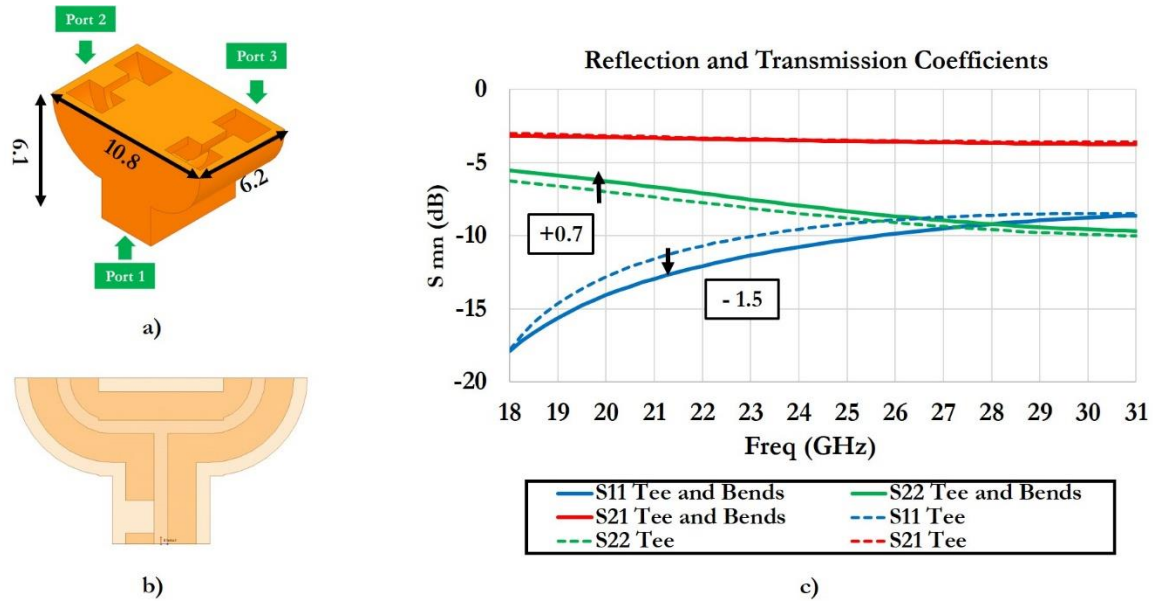 Port 2
Port 3
6.1
10.8
6.2
Port 1
a)
b)
Reflection and Transmission Coefficients
S mn (dB)
0
-5
-10
-15
-20
+0.7
- 1.5
18 19 20 21 22 23 24 25 26 27 28 29 30 31
Freq (GHz)
S11 Tee and Bends S22 Tee and Bends
S21 Tee and Bends S11 Tee
S22 Tee S21 Tee
c)